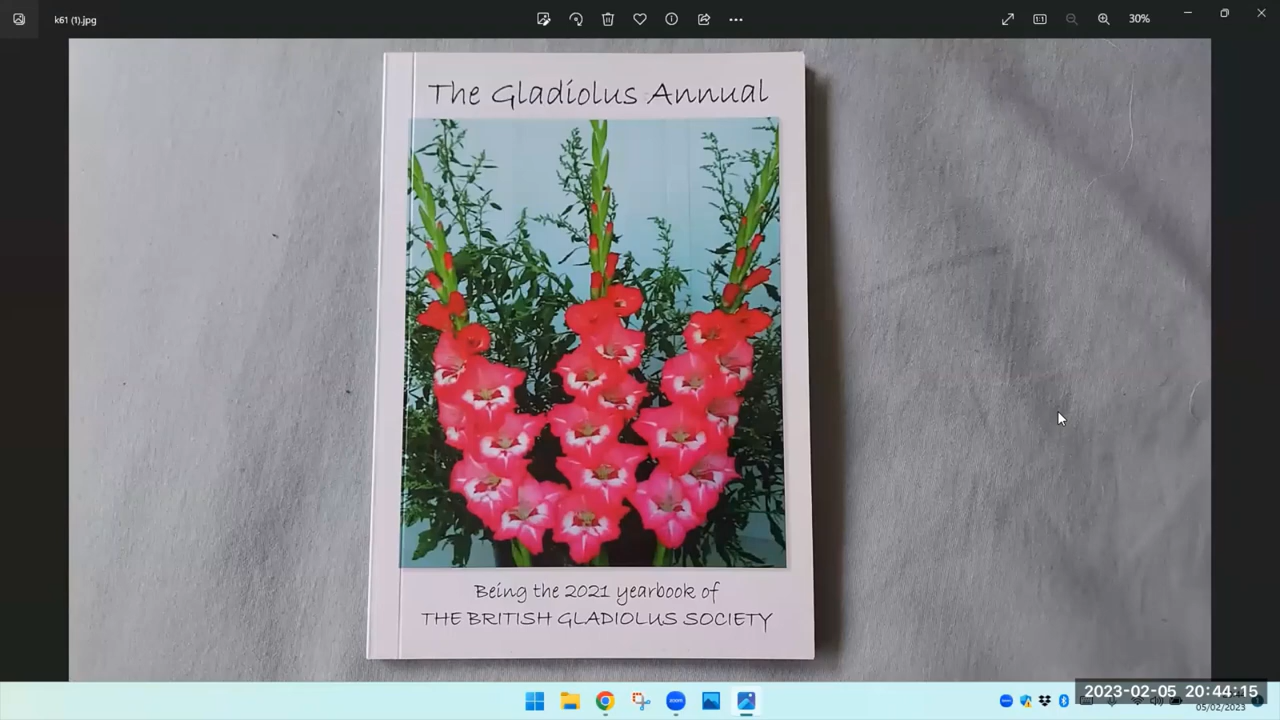 k61 (1).jpg
30%
The Gladiolus Annual
Being the 2021 yearbook of
THE BRITISH GLADIOLUS SOCIETY
zoom
2023-02-05 20:44:15
05/02/2023